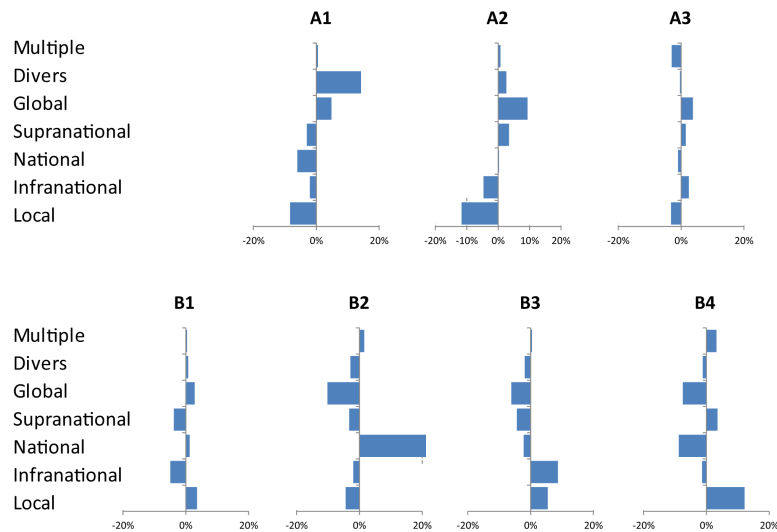 A1 A2 A3
Multiple
Divers
Global
Supranational
National
Infranational
Local
-20% 0% 20% -20% -10% 0% 10% 20% -20% 0% 20%
B1 B2 B3 B4
Multiple
Divers
Global
Supranational
National
Infranational
Local
-20% 0% 20% -20% 0% 20% -20% 0% 20% -20% 0% 20%